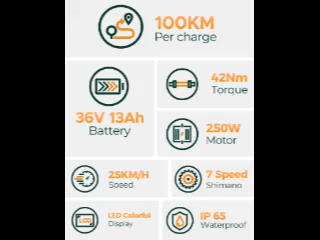 100KM
Per charge
36V 13Ah
Battery
42Nm
Torque
250W
Motor
25KM/H
Speed
7 Speed
Shimano
LCD
LED Colorful
Display
IP 65
Waterproof